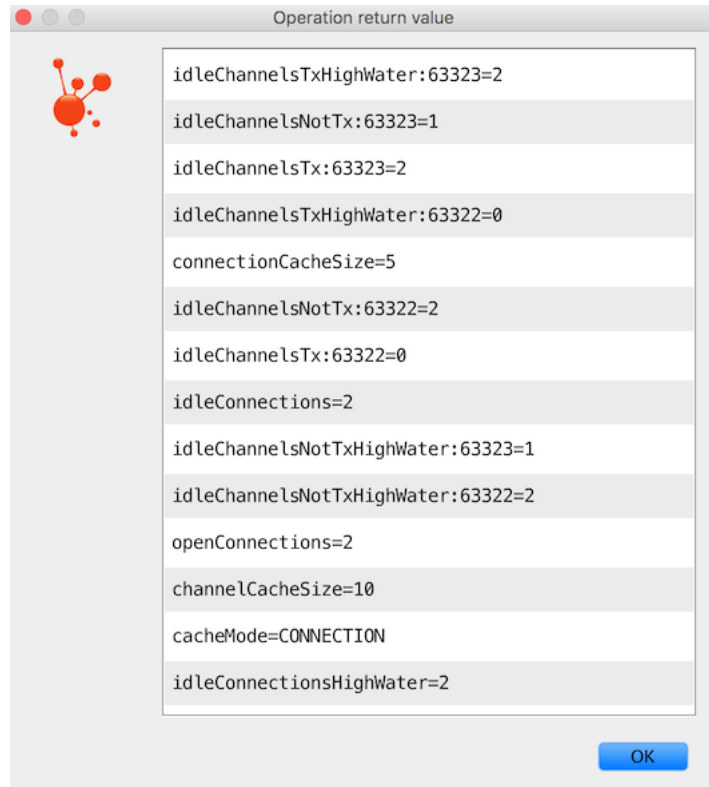 Operation return value
idleChannelsTxHighWater:63323=2
idleChannelsNotTx:63323=1
idleChannelsTx:63323=2
idleChannelsTxHighWater:63322=0
connectionCacheSize=5
idleChannelsNotTx:63322=2
idleChannelsTx:63322=0
idleConnections=2
idleChannelsNotTxHighWater:63323=1
idleChannelsNotTxHighWater:63322=2
openConnections=2
channelCacheSize=10
cacheMode=CONNECTION
idleConnectionsHighWater=2
OK